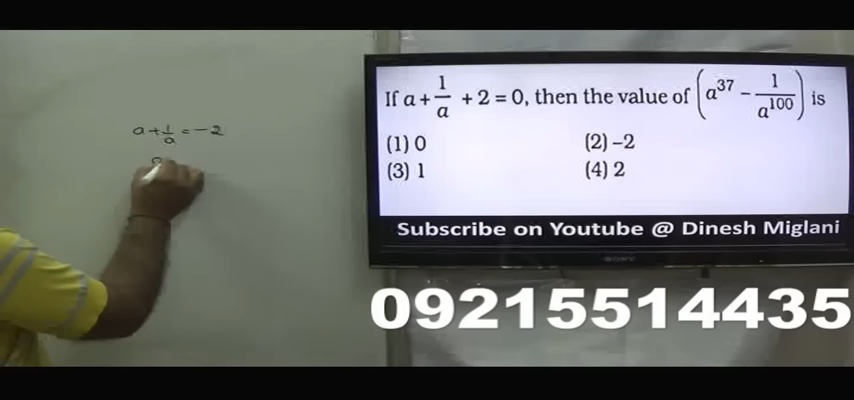 a + 1/a = -2
If a + 1/a + 2 = 0, then the value of (a^37 - 1/a^100) is
(1) 0 (2) -2
(3) 1 (4) 2
Subscribe on Youtube @ Dinesh Miglani
SONY
09215514435